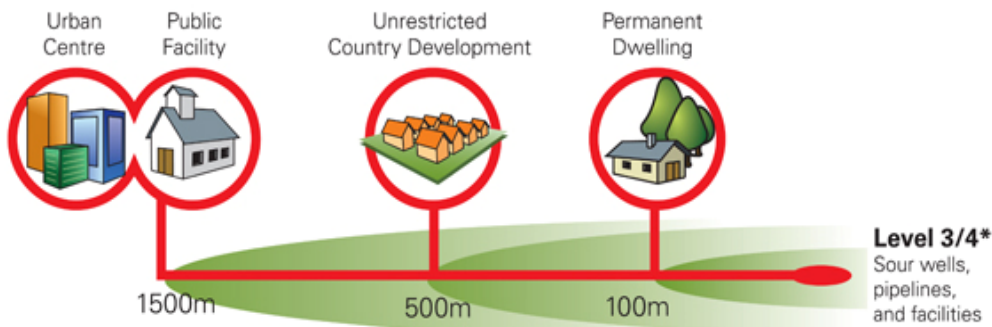 Urban
Centre
Public
Facility
Unrestricted
Country Development
Permanent
Dwelling
1500m
500m
100m
Level 3/4*
Sour wells,
pipelines,
and facilities